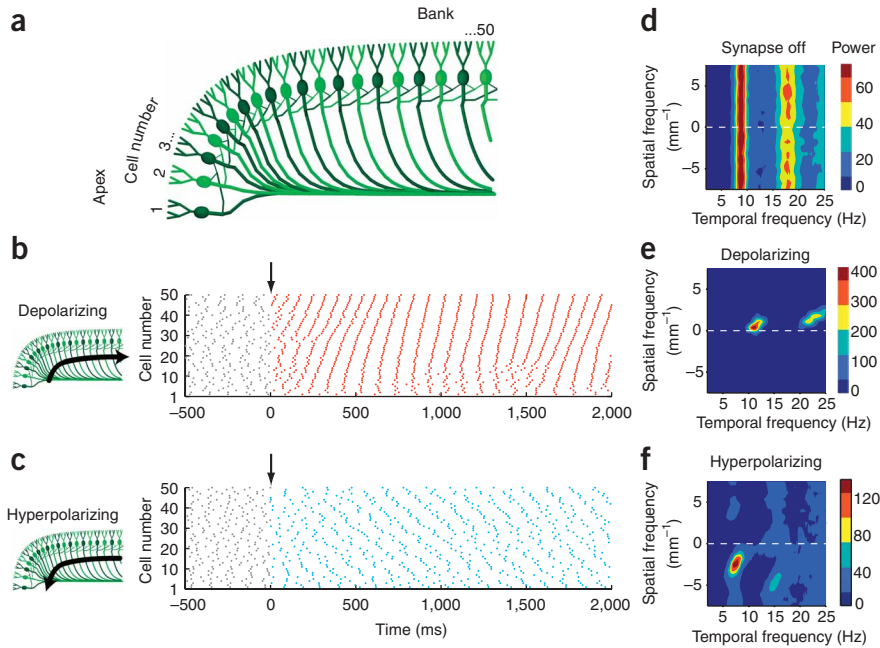 a
Bank
...50
Cell number
3...
2
1
Apex
b
Depolarizing
Cell number
50
40
30
20
10
1
–500
0
500
1,000
1,500
2,000
c
Hyperpolarizing
Cell number
50
40
30
20
10
1
–500
0
500
1,000
1,500
2,000
Time (ms)
d
Synapse off
Power
Spatial frequency
(mm−1)
5
0
−5
5
10
15
20
25
Temporal frequency (Hz)
60
40
20
0
e
Depolarizing
Spatial frequency
(mm−1)
5
0
−5
5
10
15
20
25
Temporal frequency (Hz)
400
300
200
100
0
f
Hyperpolarizing
Spatial frequency
(mm−1)
5
0
−5
5
10
15
20
25
Temporal frequency (Hz)
120
80
40
0